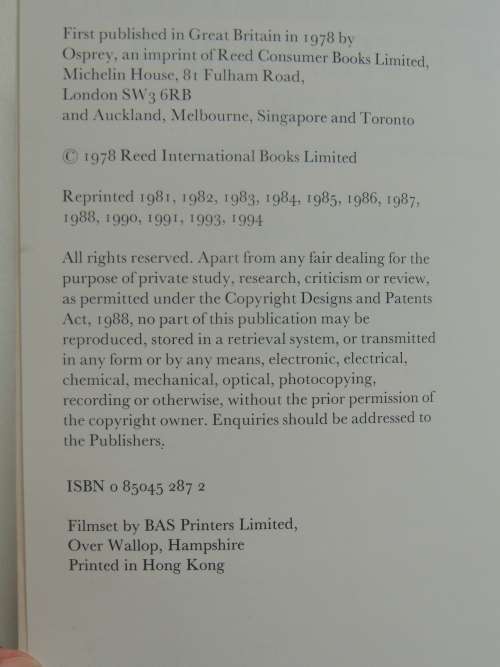 First published in Great Britain in 1978 by
Osprey, an imprint of Reed Consumer Books Limited,
Michelin House, 81 Fulham Road,
London SW3 6RB
and Auckland, Melbourne, Singapore and Toronto
© 1978 Reed International Books Limited
Reprinted 1981, 1982, 1983, 1984, 1985, 1986, 1987,
1988, 1990, 1991, 1993, 1994
All rights reserved. Apart from any fair dealing for the
purpose of private study, research, criticism or review,
as permitted under the Copyright Designs and Patents
Act, 1988, no part of this publication may be
reproduced, stored in a retrieval system, or transmitted
in any form or by any means, electronic, electrical,
chemical, mechanical, optical, photocopying,
recording or otherwise, without the prior permission of
the copyright owner. Enquiries should be addressed to
the Publishers.
ISBN 0 85045 287 2
Filmset by BAS Printers Limited,
Over Wallop, Hampshire
Printed in Hong Kong